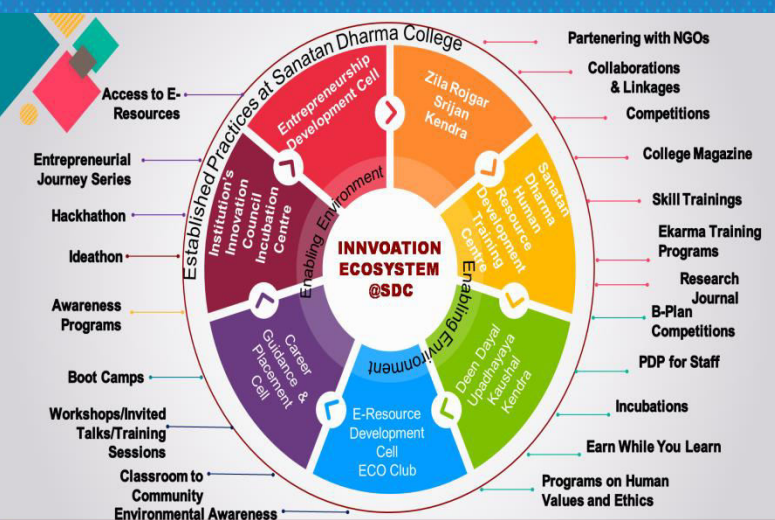 Established Practices at Sanatan Dharma College
Access to E-
Resources
Entrepreneurial
Journey Series
Hackhathon
Ideathon
Awareness
Programs
Boot Camps
Workshops/Invited
Talks/Training
Sessions
Classroom to
Community
Environmental Awareness
Entrepreneurship
Development Cell
Zila Rojgar
Srijan
Kendra
Sanatan
Dharma
Human
Resource
Development
Training
Centre
Deen Dayal
Upadhayaya
Kaushal
Kendra
E-Resource
Development
Cell
ECO Club
Career
Guidance &
Placement
Cell
Institution's
Innovation
Council
Incubation
Centre
Enabling Environment
Enabling Environment
INNVOATION
ECOSYSTEM
@SDC
Partenering with NGOs
Collaborations
& Linkages
Competitions
College Magazine
Skill Trainings
Ekarma Training
Programs
Research
Journal
B-Plan
Competitions
PDP for Staff
Incubations
Earn While You Learn
Programs on Human
Values and Ethics